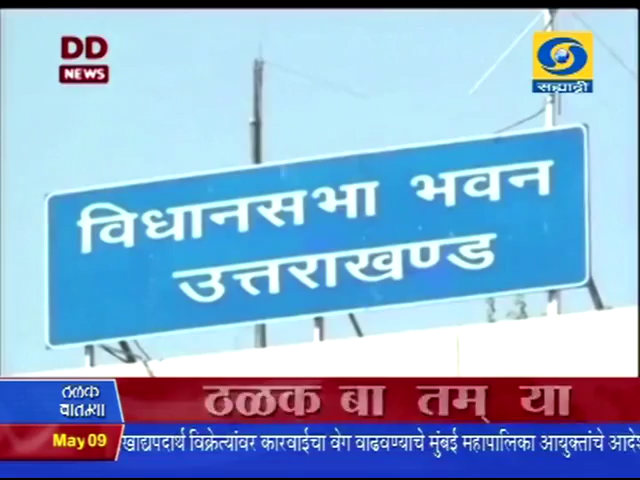 DD
NEWS
सह्याद्री
विधानसभा भवन
उत्तराखण्ड
ठळक
बातम्या
ठळक बा तम् या
May 09
खाद्यपदार्थ विक्रेत्यांवर कारवाईचा वेग वाढवण्याचे मुंबई महापालिका आयुक्तांचे आदे